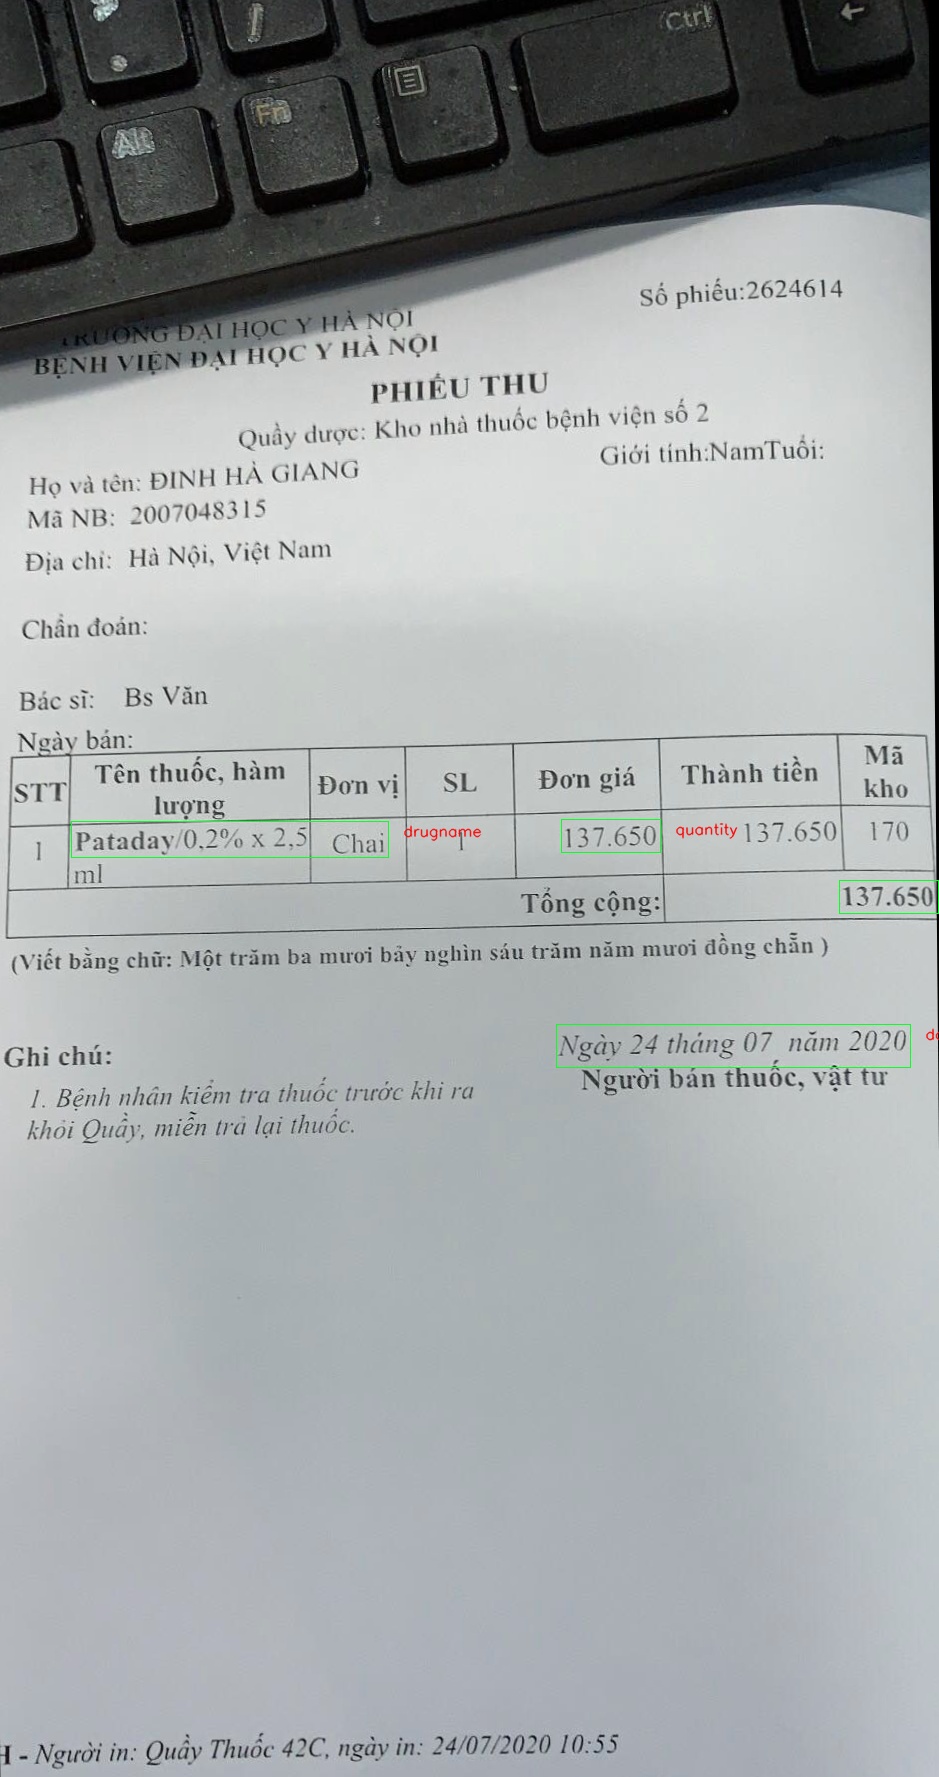 Ctrl
Fn
Alt
Số phiếu:2624614
TRƯỜNG ĐẠI HỌC Y HÀ NỘI
BỆNH VIỆN ĐẠI HỌC Y HÀ NỘI
PHIẾU THU
Quầy dược: Kho nhà thuốc bệnh viện số 2
Họ và tên: ĐINH HÀ GIANG Giới tính:NamTuổi:
Mã NB: 2007048315
Địa chỉ: Hà Nội, Việt Nam
Chẩn đoán:
Bác sĩ: Bs Văn
Ngày bán:
STT Tên thuốc, hàm lượng Đơn vị SL Đơn giá Thành tiền Mã kho
1 Pataday/0,2% x 2,5 ml Chai drugname 1 137.650 quantity 137.650 170
Tổng cộng: 137.650
(Viết bằng chữ: Một trăm ba mươi bảy nghìn sáu trăm năm mươi đồng chẵn )
Ngày 24 tháng 07 năm 2020
Ghi chú: Người bán thuốc, vật tư
1. Bệnh nhân kiểm tra thuốc trước khi ra
khỏi Quầy, miễn trả lại thuốc.
- Người in: Quầy Thuốc 42C, ngày in: 24/07/2020 10:55